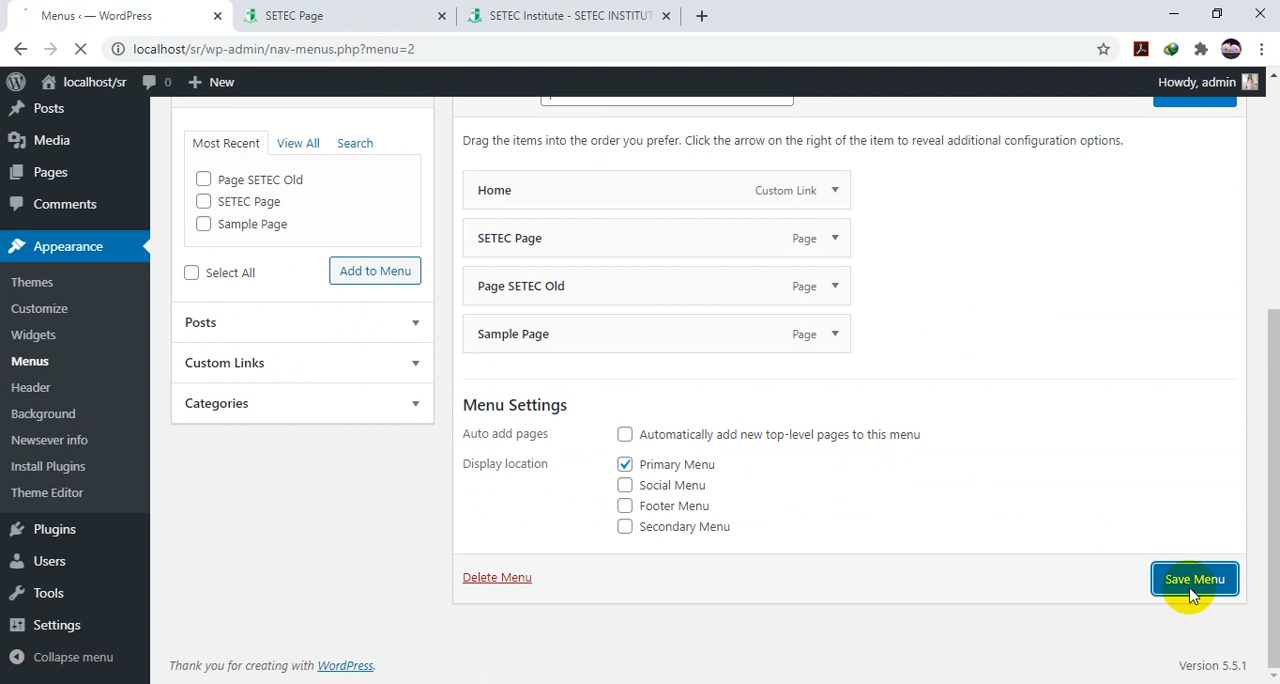 Menus ‹ — WordPress
SETEC Page
SETEC Institute - SETEC INSTITUT
localhost/sr/wp-admin/nav-menus.php?menu=2
localhost/sr
0
New
Howdy, admin
Posts
Media
Pages
Comments
Appearance
Themes
Customize
Widgets
Menus
Header
Background
Newsever info
Install Plugins
Theme Editor
Plugins
Users
Tools
Settings
Collapse menu
Most Recent View All Search
Page SETEC Old
SETEC Page
Sample Page
Select All
Add to Menu
Posts
Custom Links
Categories
Drag the items into the order you prefer. Click the arrow on the right of the item to reveal additional configuration options.
Home Custom Link
SETEC Page Page
Page SETEC Old Page
Sample Page Page
Menu Settings
Auto add pages Automatically add new top-level pages to this menu
Display location Primary Menu
Social Menu
Footer Menu
Secondary Menu
Delete Menu
Save Menu
Thank you for creating with WordPress.
Version 5.5.1